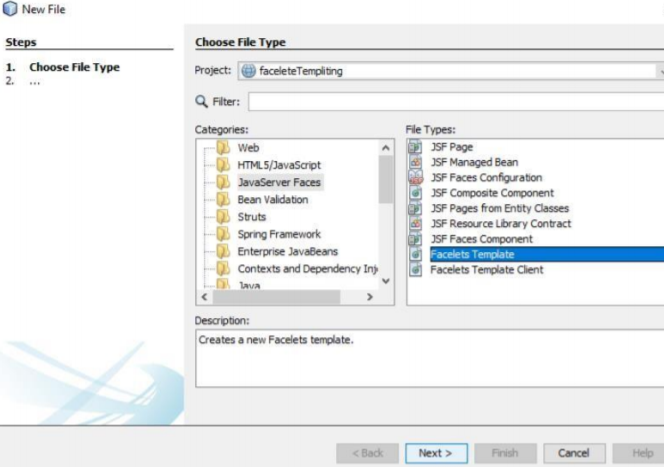 New File
Steps
1. Choose File Type
2. ...
Choose File Type
Project: faceleteTempliting
Filter:
Categories:
Web
HTML5/JavaScript
JavaServer Faces
Bean Validation
Struts
Spring Framework
Enterprise JavaBeans
Contexts and Dependency Inj
Java
File Types:
JSF Page
JSF Managed Bean
JSF Faces Configuration
JSF Composite Component
JSF Pages from Entity Classes
JSF Resource Library Contract
JSF Faces Component
Facelets Template
Facelets Template Client
Description:
Creates a new Facelets template.
< Back Next > Finish Cancel Help